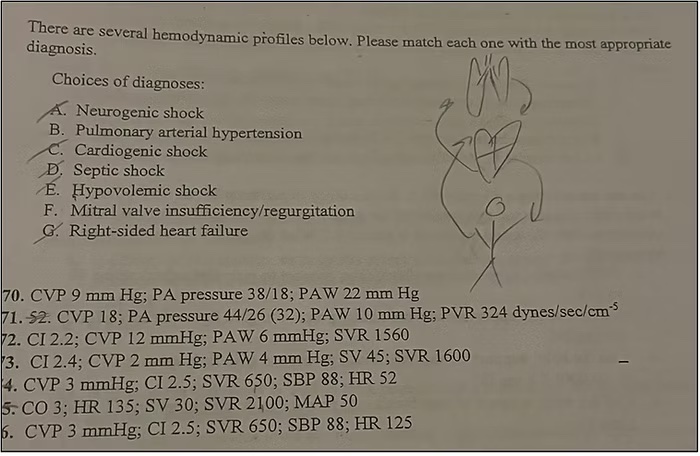 There are several hemodynamic profiles below. Please match each one with the most appropriate
diagnosis.
Choices of diagnoses:
A. Neurogenic shock
B. Pulmonary arterial hypertension
C. Cardiogenic shock
D. Septic shock
E. Hypovolemic shock
F. Mitral valve insufficiency/regurgitation
G. Right-sided heart failure
70. CVP 9 mm Hg; PA pressure 38/18; PAW 22 mm Hg
71. 52. CVP 18; PA pressure 44/26 (32); PAW 10 mm Hg; PVR 324 dynes/sec/cm⁻⁵
72. CI 2.2; CVP 12 mmHg; PAW 6 mmHg; SVR 1560
73. CI 2.4; CVP 2 mm Hg; PAW 4 mm Hg; SV 45; SVR 1600
4. CVP 3 mmHg; CI 2.5; SVR 650; SBP 88; HR 52
5. CO 3; HR 135; SV 30; SVR 2100; MAP 50
6. CVP 3 mmHg; CI 2.5; SVR 650; SBP 88; HR 125